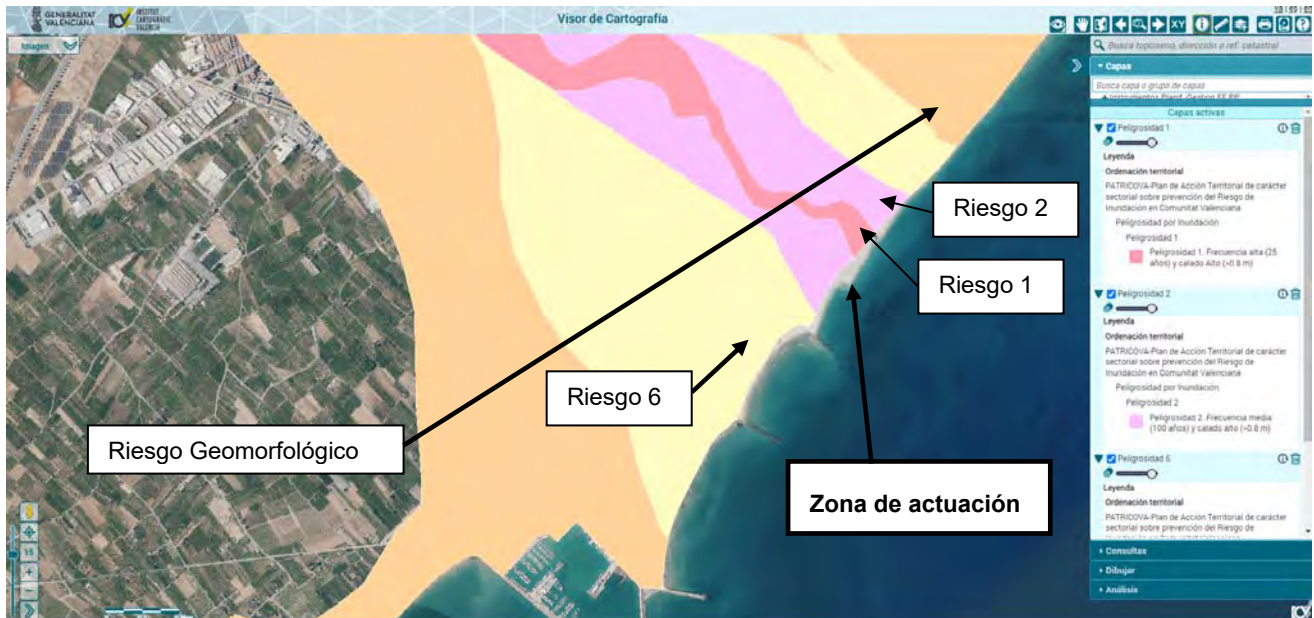 GENERALITAT
VALENCIANA
INSTITUT
CARTOGRÀFIC
VALENCIÀ
Visor de Cartografía
VA | ES | EN
XY
Imagen
Busca topónimo, dirección o ref. catastral
Capas
Busca capa o grupo de capas
Capas activas
Peligrosidad 1
Leyenda
Ordenación territorial
PATRICOVA-Plan de Acción Territorial de carácter
sectorial sobre prevención del Riesgo de
Inundación en Comunitat Valenciana
Peligrosidad por Inundación
Peligrosidad 1
Peligrosidad 1. Frecuencia alta (25
años) y calado Alto (>0.8 m)
Peligrosidad 2
Leyenda
Ordenación territorial
PATRICOVA-Plan de Acción Territorial de carácter
sectorial sobre prevención del Riesgo de
Inundación en Comunitat Valenciana
Peligrosidad por Inundación
Peligrosidad 2
Peligrosidad 2. Frecuencia media
(100 años) y calado alto (>0.8 m)
Peligrosidad 6
Leyenda
Ordenación territorial
PATRICOVA-Plan de Acción Territorial de carácter
sectorial sobre prevención del Riesgo de
Consultas
Dibujar
Análisis
Riesgo 2
Riesgo 1
Riesgo 6
Riesgo Geomorfológico
Zona de actuación
15